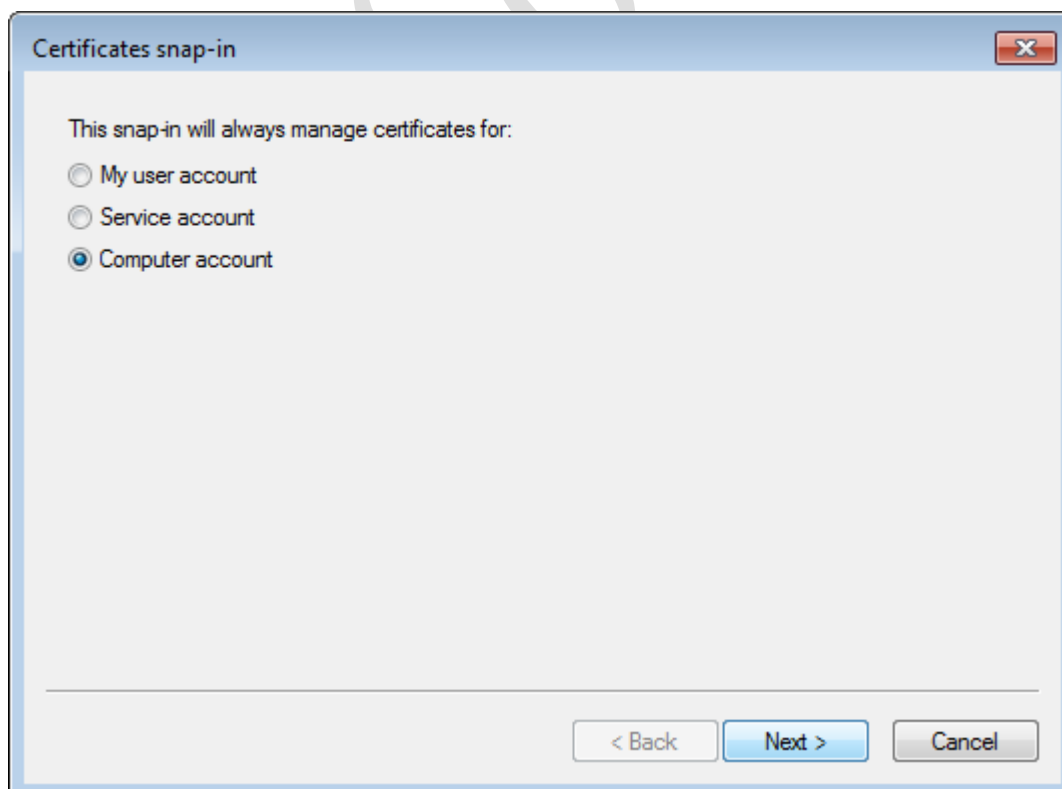 Certificates snap-in
This snap-in will always manage certificates for:
My user account
Service account
Computer account
< Back Next > Cancel